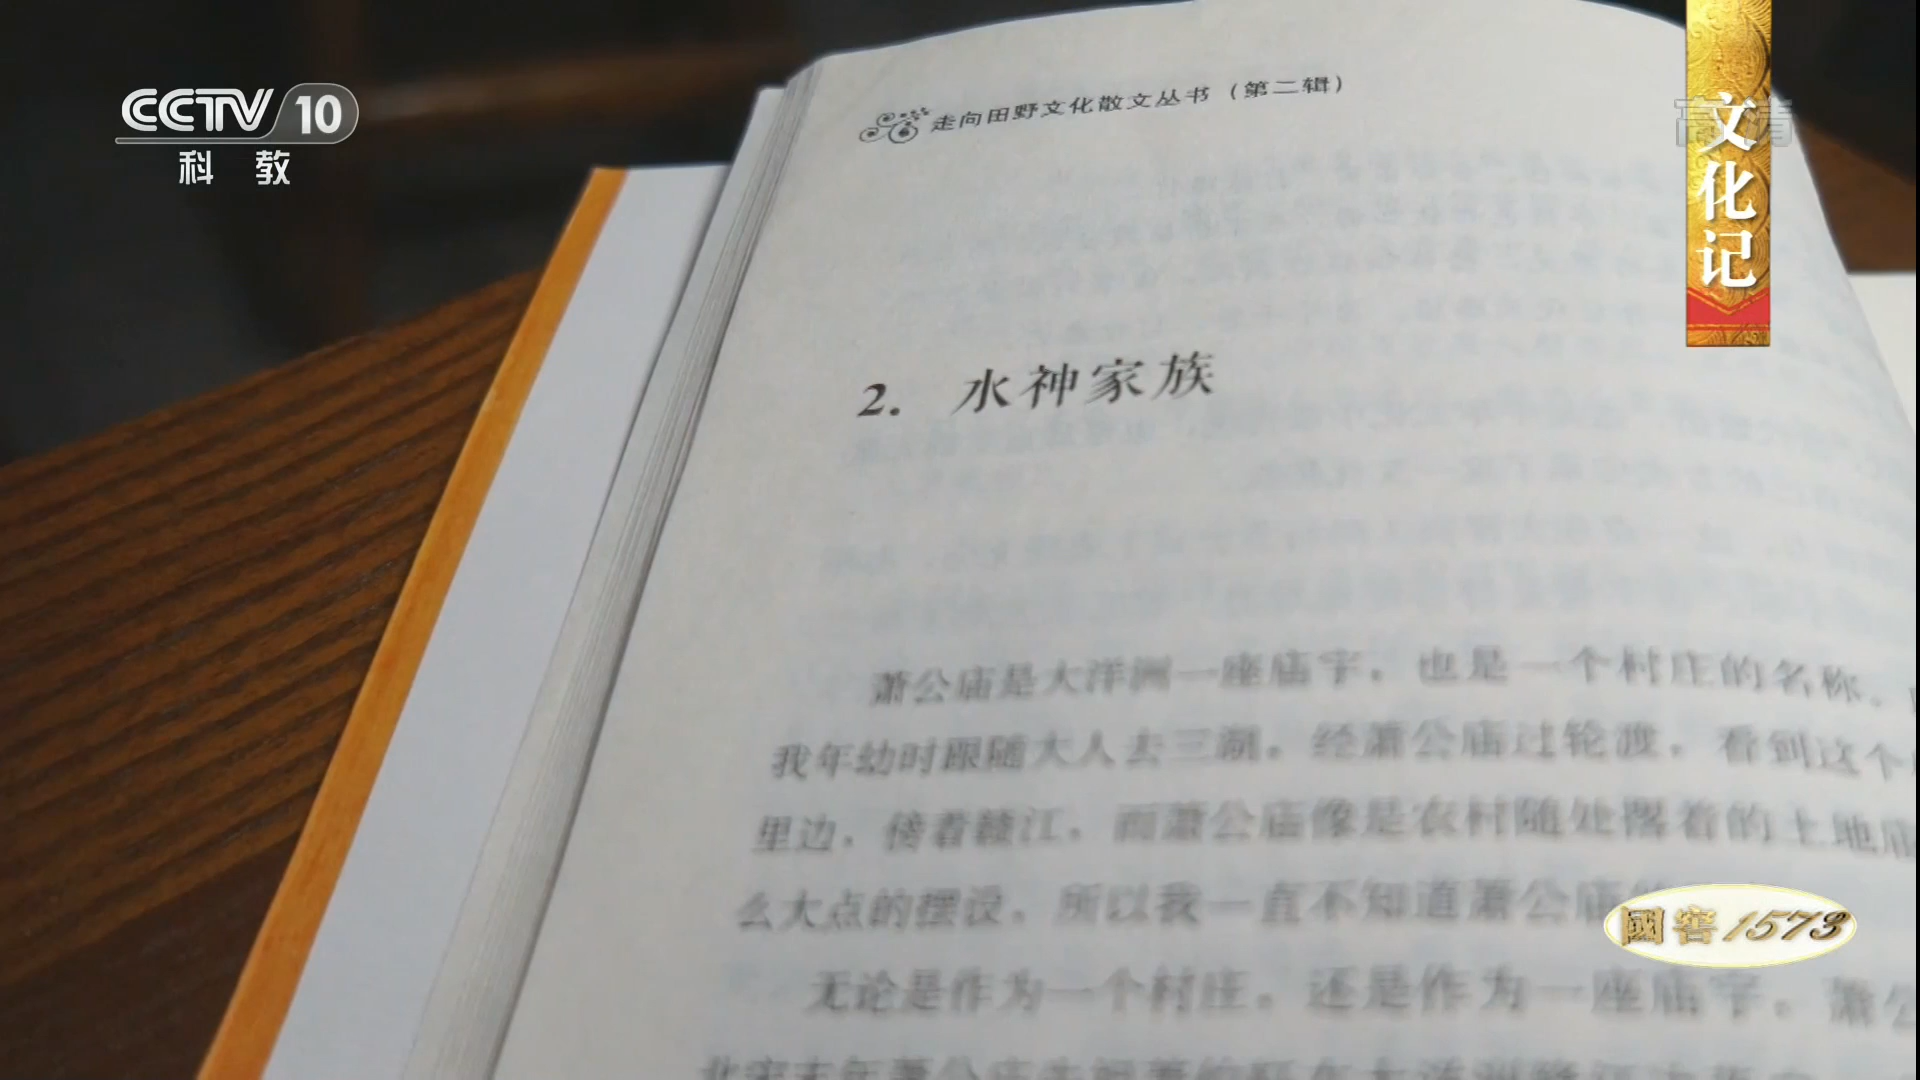 CCTV 10
科教
高清
文化记
走向田野文化散文丛书（第二辑）
2. 水神家族
萧公庙是大洋洲一座庙宇，也是一个村庄的名称。
我年幼时跟随大人去三湖，经萧公庙过轮渡，看到这个
里边，傍着赣江，而萧公庙像是农村随处撂着的土地庙
么大点的摆设，所以我一直不知道萧公庙
國窖1573
无论是作为一个村庄，还是作为一座庙宇，萧公